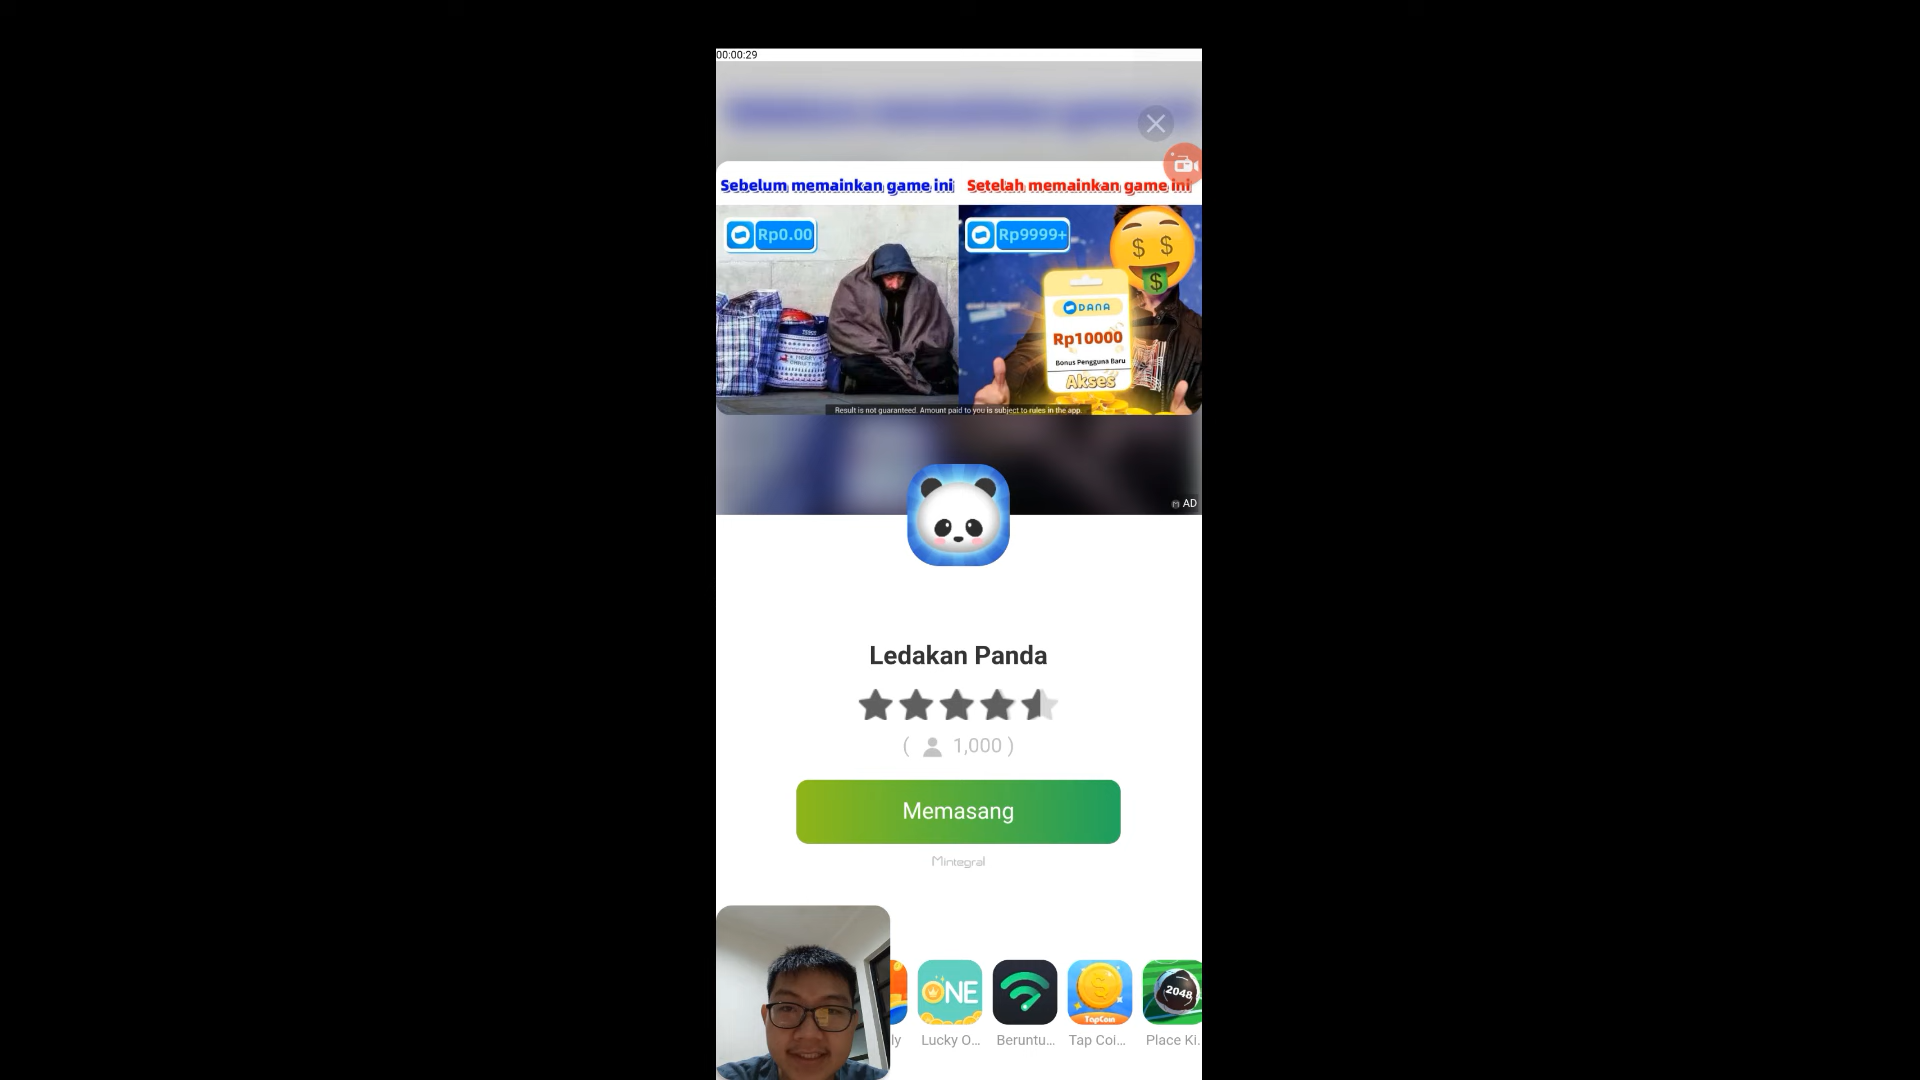 00:00:29
Sebelum memainkan game ini
Setelah memainkan game ini
Rp0.00
Rp9999+
DANA
Rp10000
Bonus Pengguna Baru
Akses
Result is not guaranteed. Amount paid to you is subject to rules in the app.
AD
Ledakan Panda
( 1,000 )
Memasang
Mintegral
ONE
TapCoin
2048
ly
Lucky O...
Beruntu...
Tap Coi...
Place Ki.